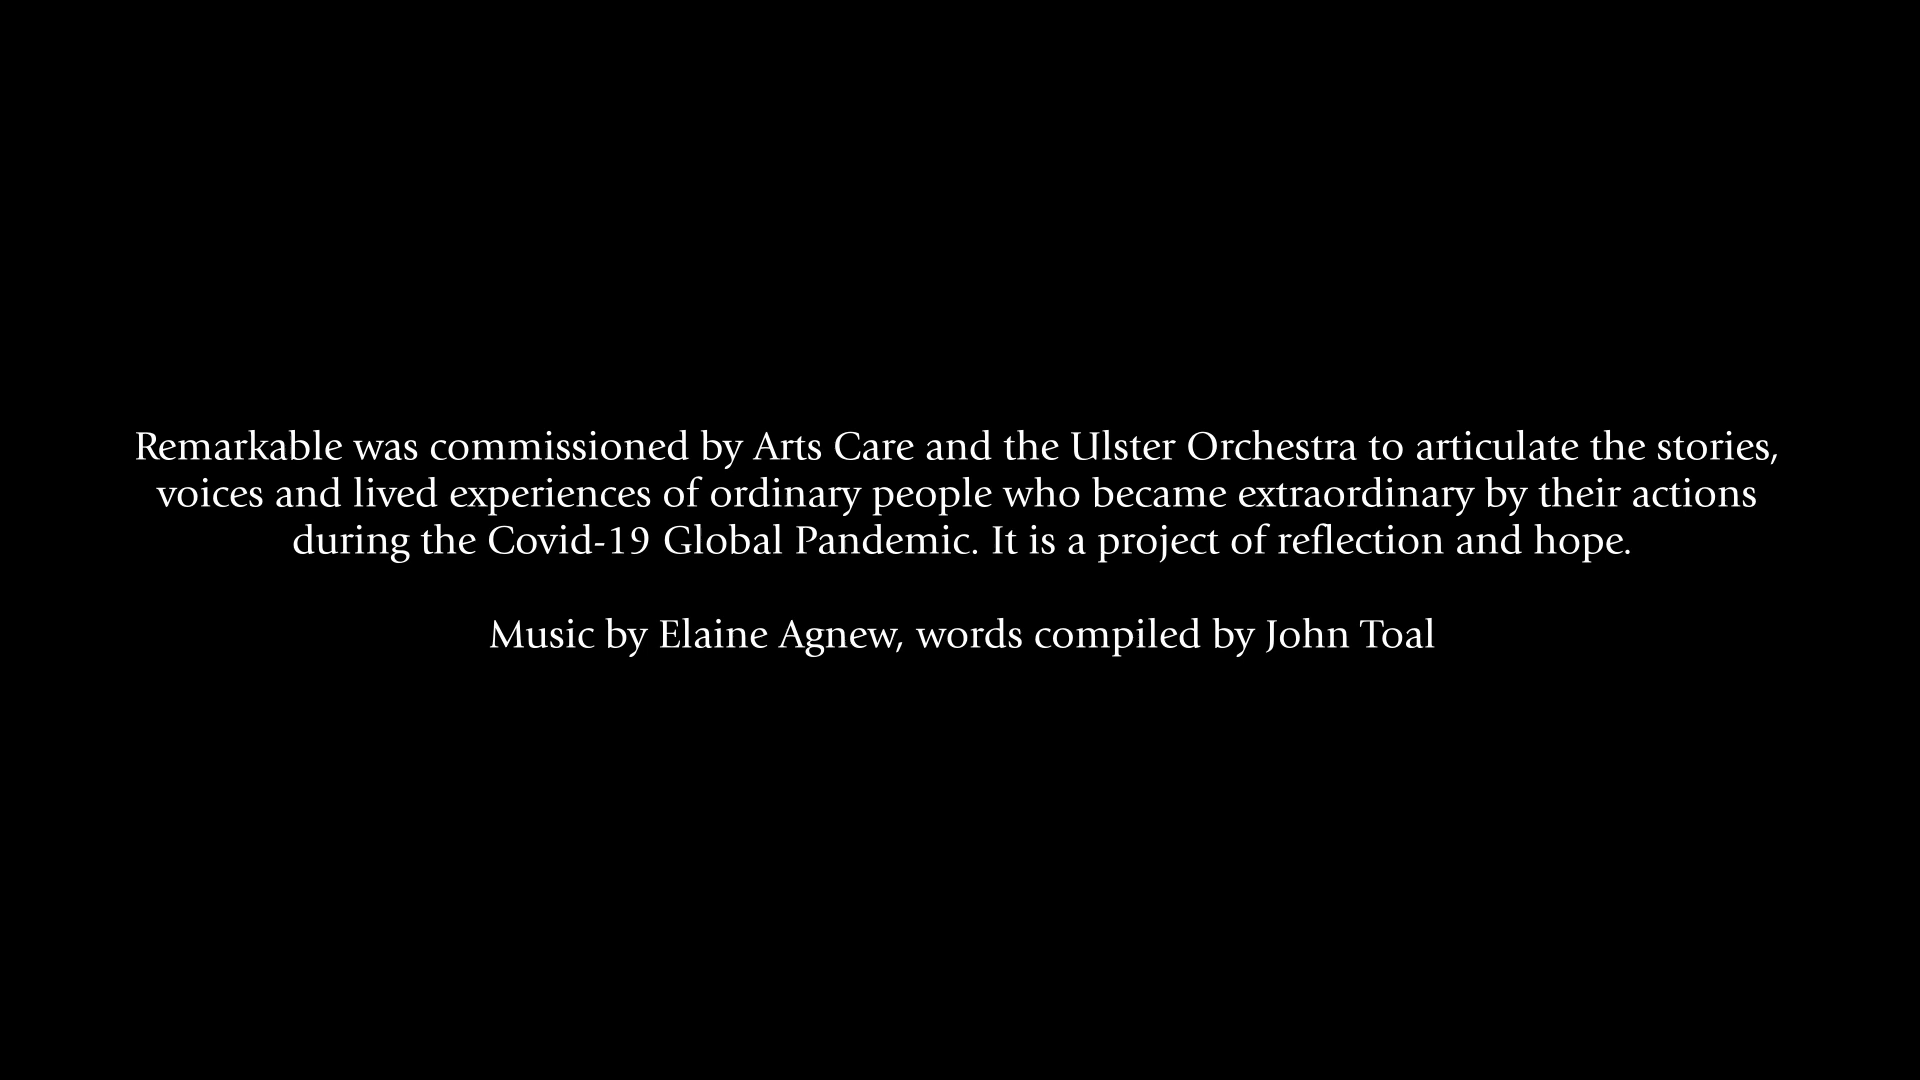 Remarkable was commissioned by Arts Care and the Ulster Orchestra to articulate the stories,
voices and lived experiences of ordinary people who became extraordinary by their actions
during the Covid-19 Global Pandemic. It is a project of reflection and hope.
Music by Elaine Agnew, words compiled by John Toal